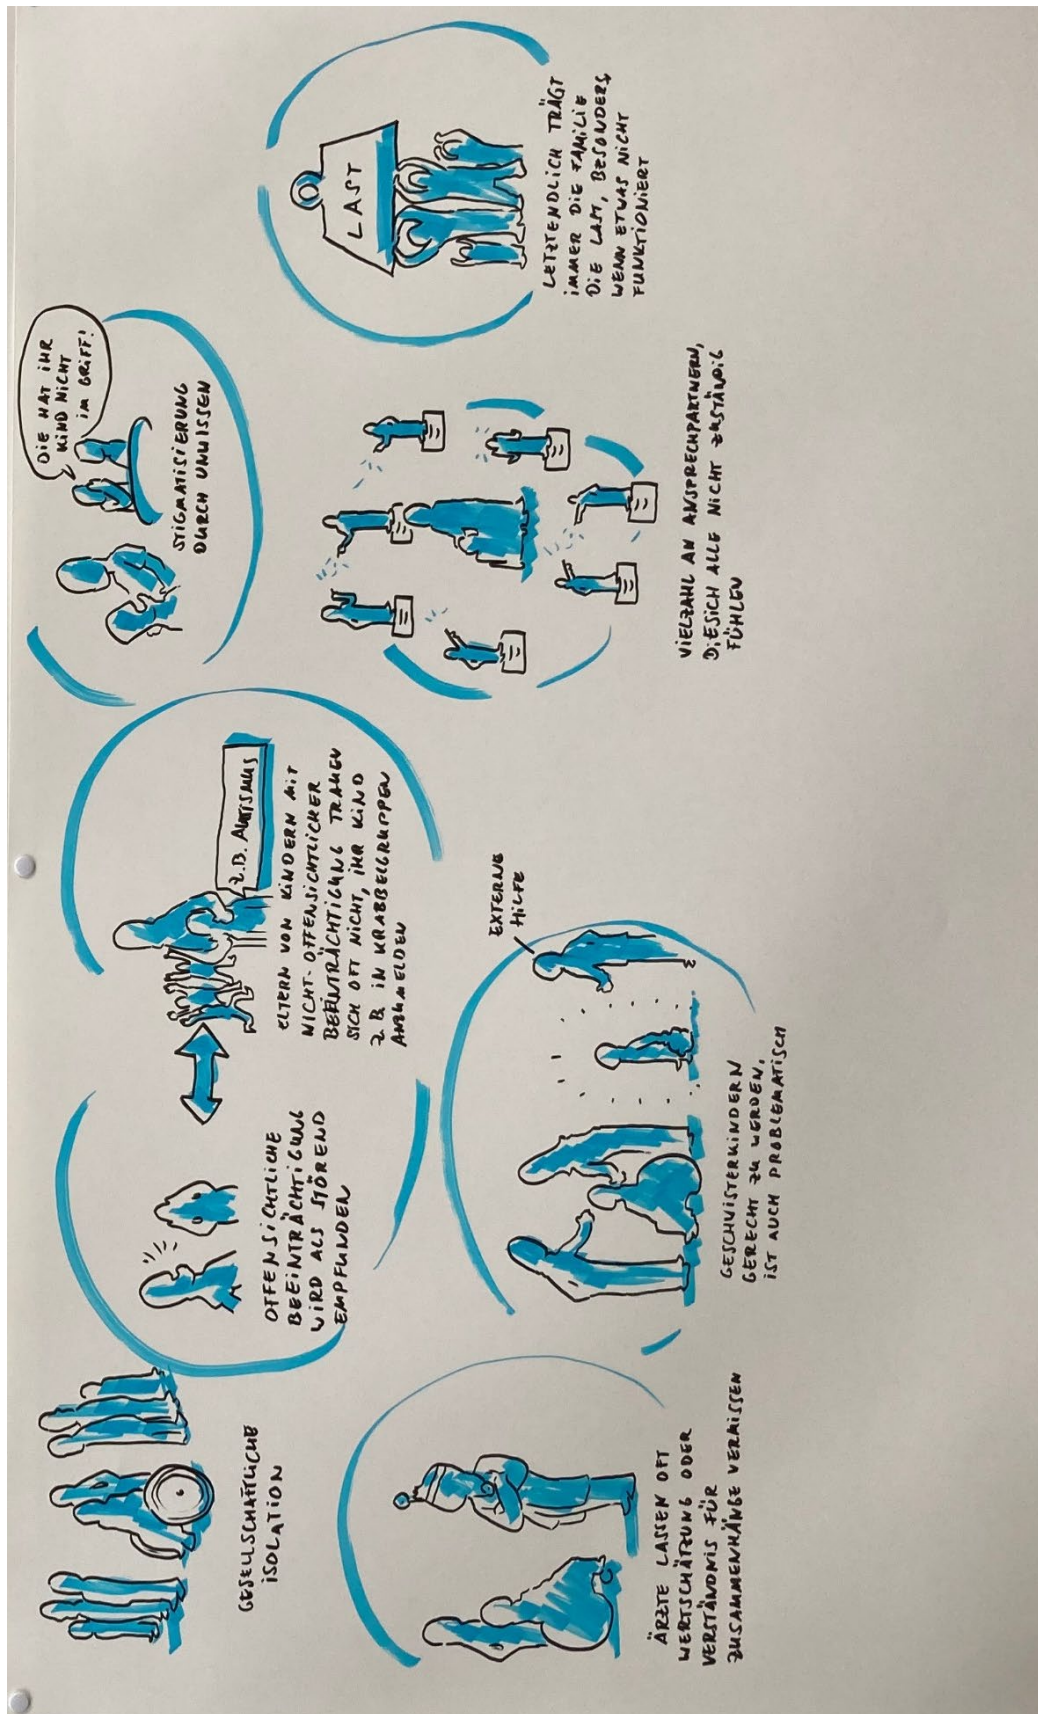 GESELLSCHAFTLICHE
ISOLATION
OFFENSICHTLICHE
BEEINTRÄCHTIGUNG
WIRD ALS STÖREND
EMPFUNDEN
Z.B. AUTISMUS
ELTERN VON KINDERN MIT
NICHT-OFFENSICHTLICHER
BEEINTRÄCHTIGUNG TRAUEN
SICH OFT NICHT, IHR KIND
Z.B. IN KRABBELGRUPPEN
ANZUMELDEN
DIE HAT IHR
KIND NICHT
IM GRIFF!
STIGMATISIERUNG
DURCH UNWISSEN
LAST
LETZTENDLICH TRÄGT
IMMER DIE FAMILIE
DIE LAST, BESONDERS,
WENN ETWAS NICHT
FUNKTIONIERT
ÄRZTE LASSEN OFT
WERTSCHÄTZUNG ODER
VERSTÄNDNIS FÜR
ZUSAMMENHÄNGE VERMISSEN
EXTERNE
HILFE
GESCHWISTERKINDERN
GERECHT ZU WERDEN,
IST AUCH PROBLEMATISCH
VIELZAHL AN ANSPRECHPARTNERN,
DIE SICH ALLE NICHT ZUSTÄNDIG
FÜHLEN